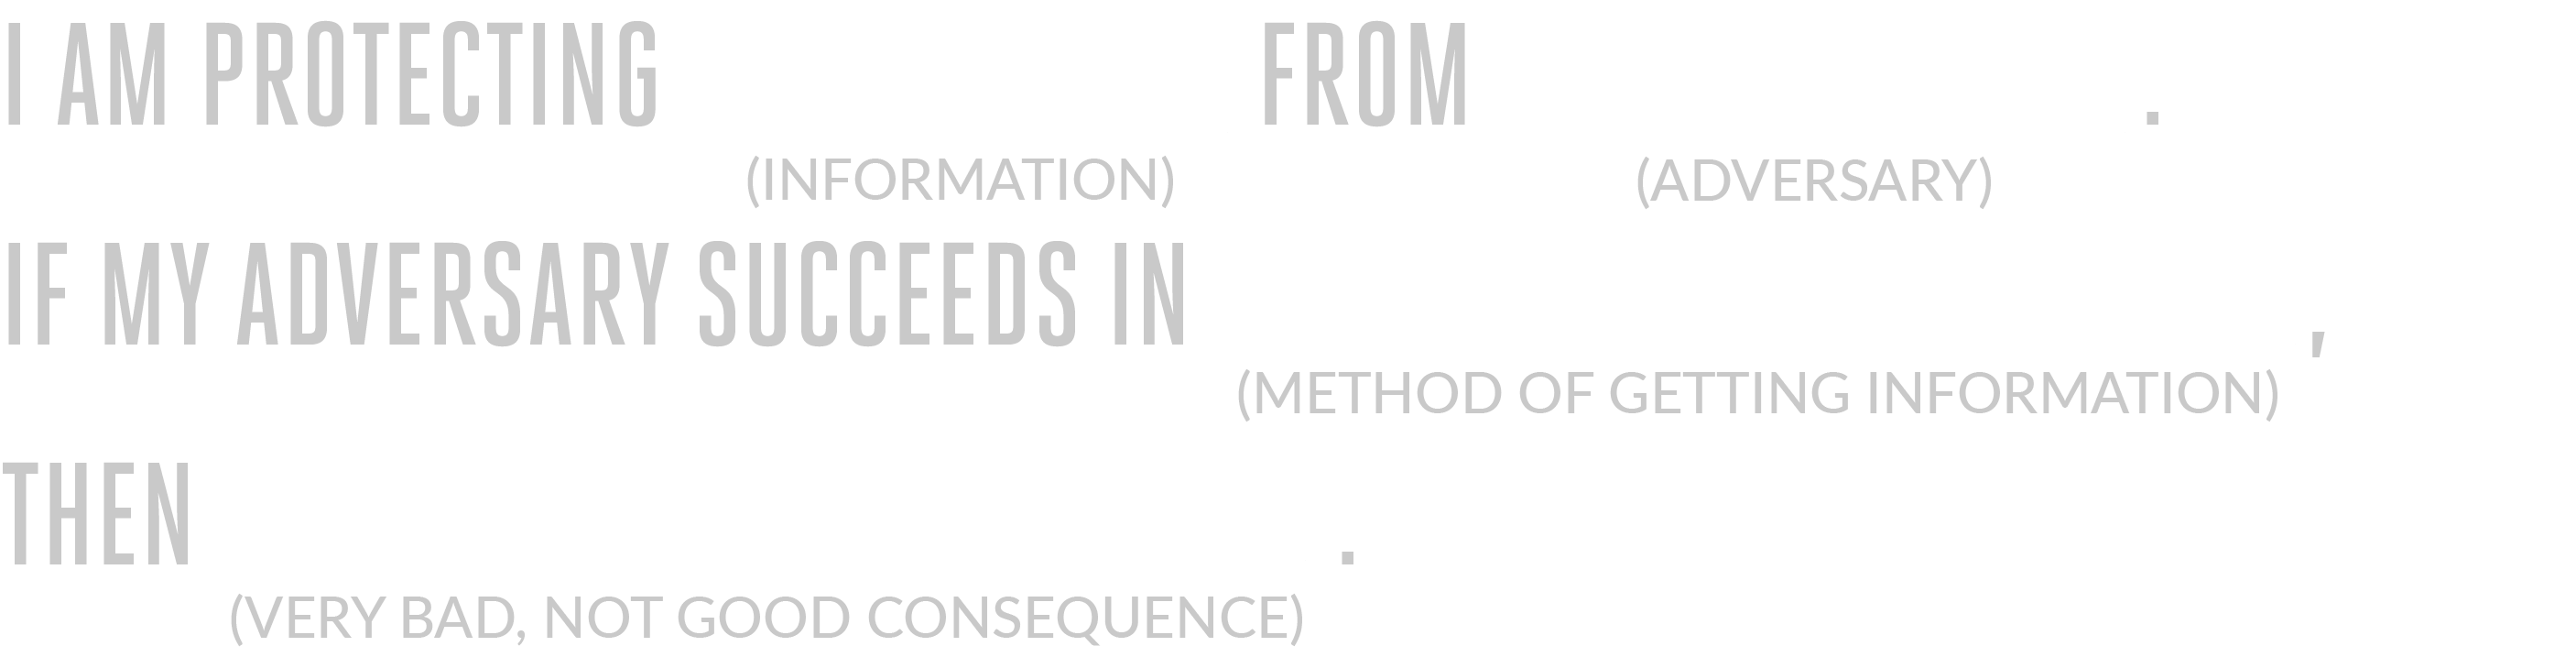 I AM PROTECTING FROM .
(INFORMATION) (ADVERSARY)
IF MY ADVERSARY SUCCEEDS IN ,
(METHOD OF GETTING INFORMATION)
THEN .
(VERY BAD, NOT GOOD CONSEQUENCE)